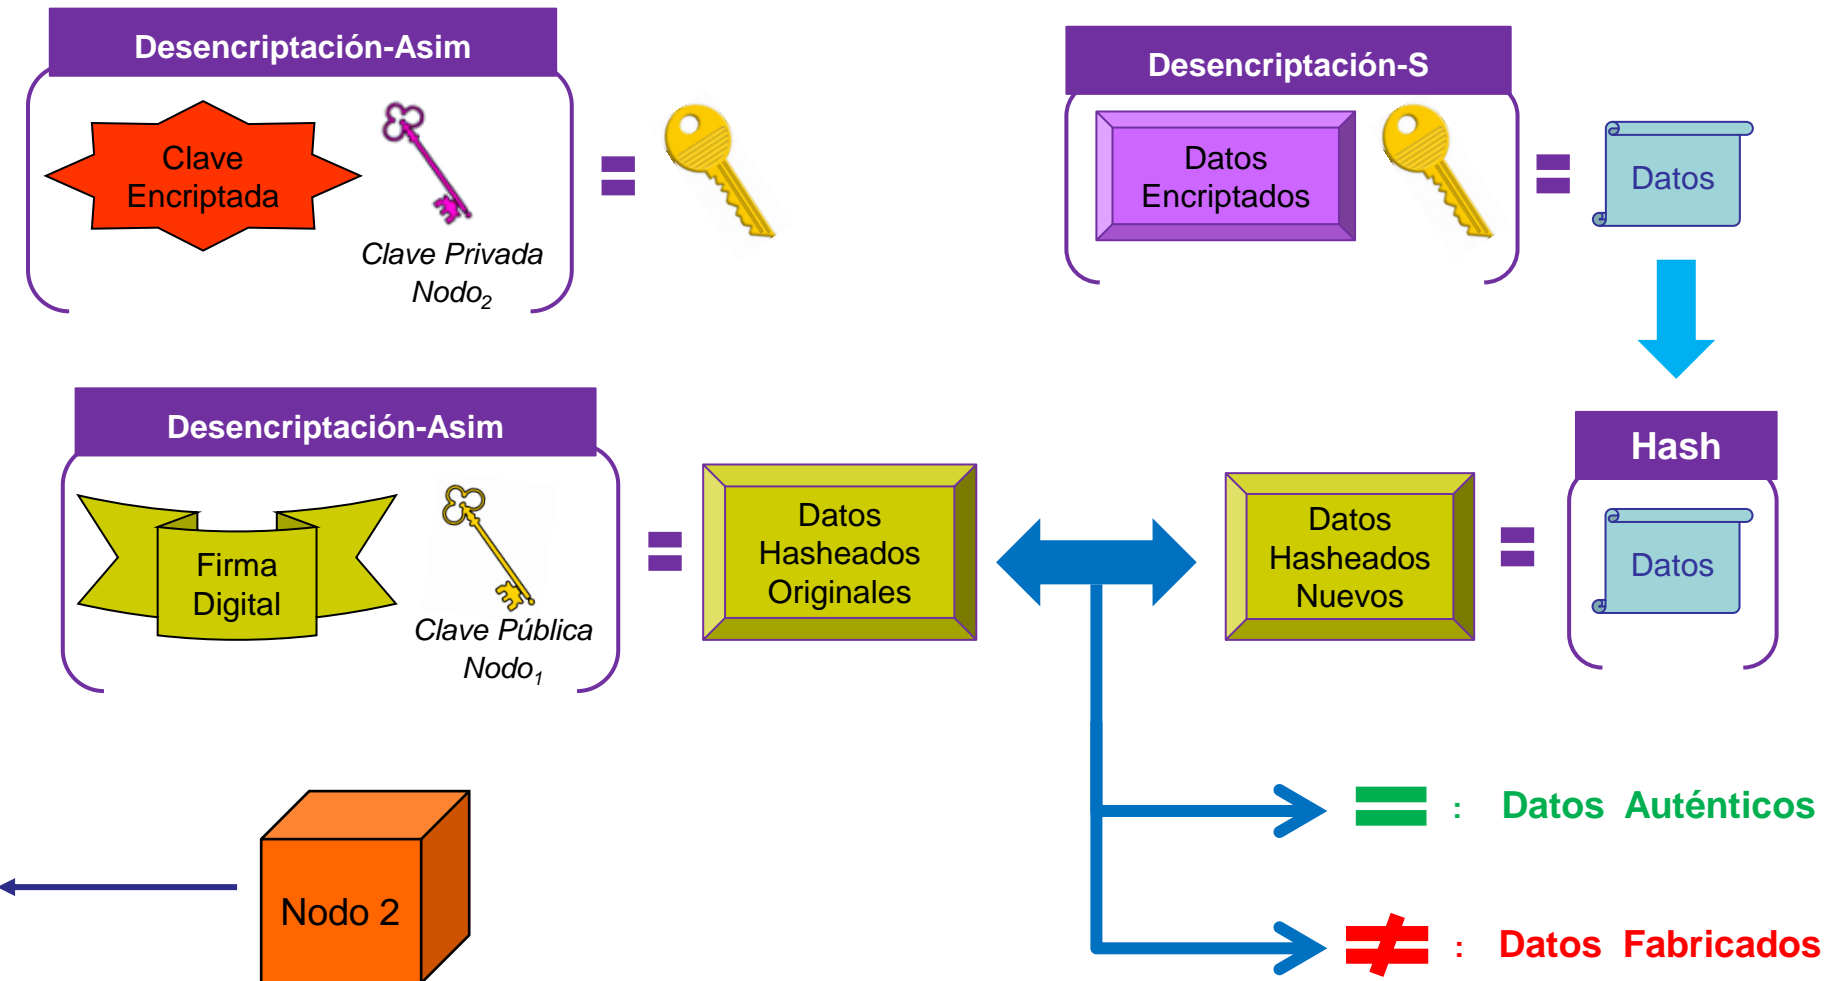 Desencriptación-Asim
Clave
Encriptada
Clave Privada
Nodo2
=
Desencriptación-S
Datos
Encriptados
=
Datos
Desencriptación-Asim
Firma
Digital
Clave Pública
Nodo1
=
Datos
Hasheados
Originales
Datos
Hasheados
Nuevos
=
Hash
Datos
= : Datos Auténticos
≠ : Datos Fabricados
Nodo 2